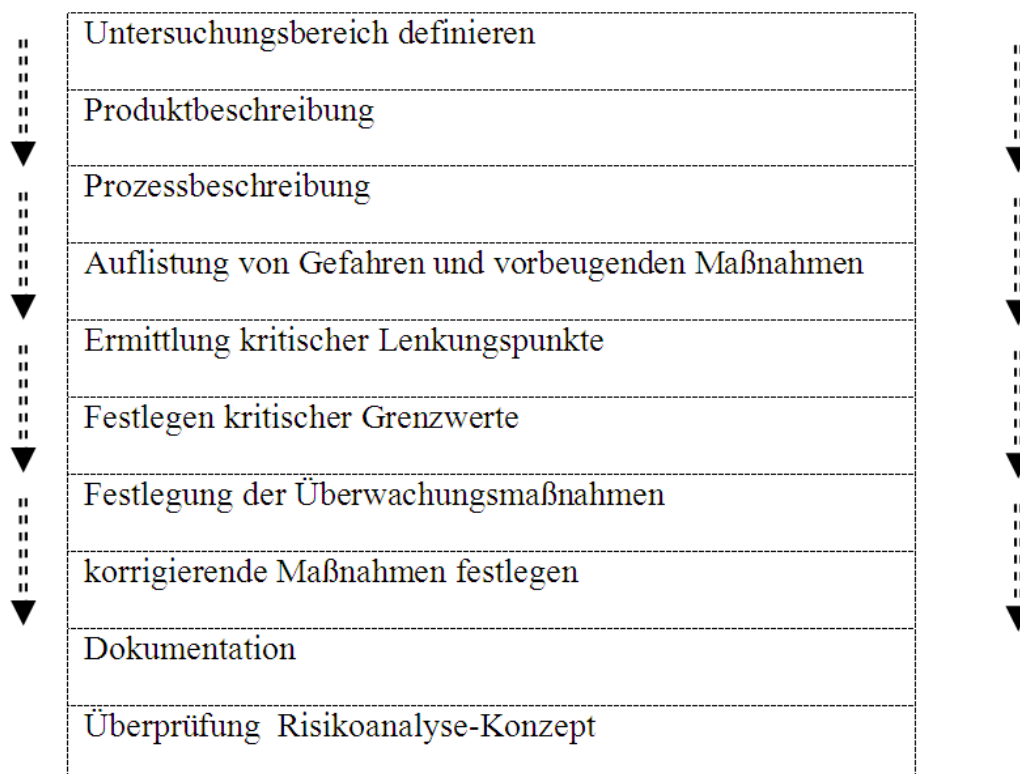 Untersuchungsbereich definieren
Produktbeschreibung
Prozessbeschreibung
Auflistung von Gefahren und vorbeugenden Maßnahmen
Ermittlung kritischer Lenkungspunkte
Festlegen kritischer Grenzwerte
Festlegung der Überwachungsmaßnahmen
korrigierende Maßnahmen festlegen
Dokumentation
Überprüfung  Risikoanalyse-Konzept